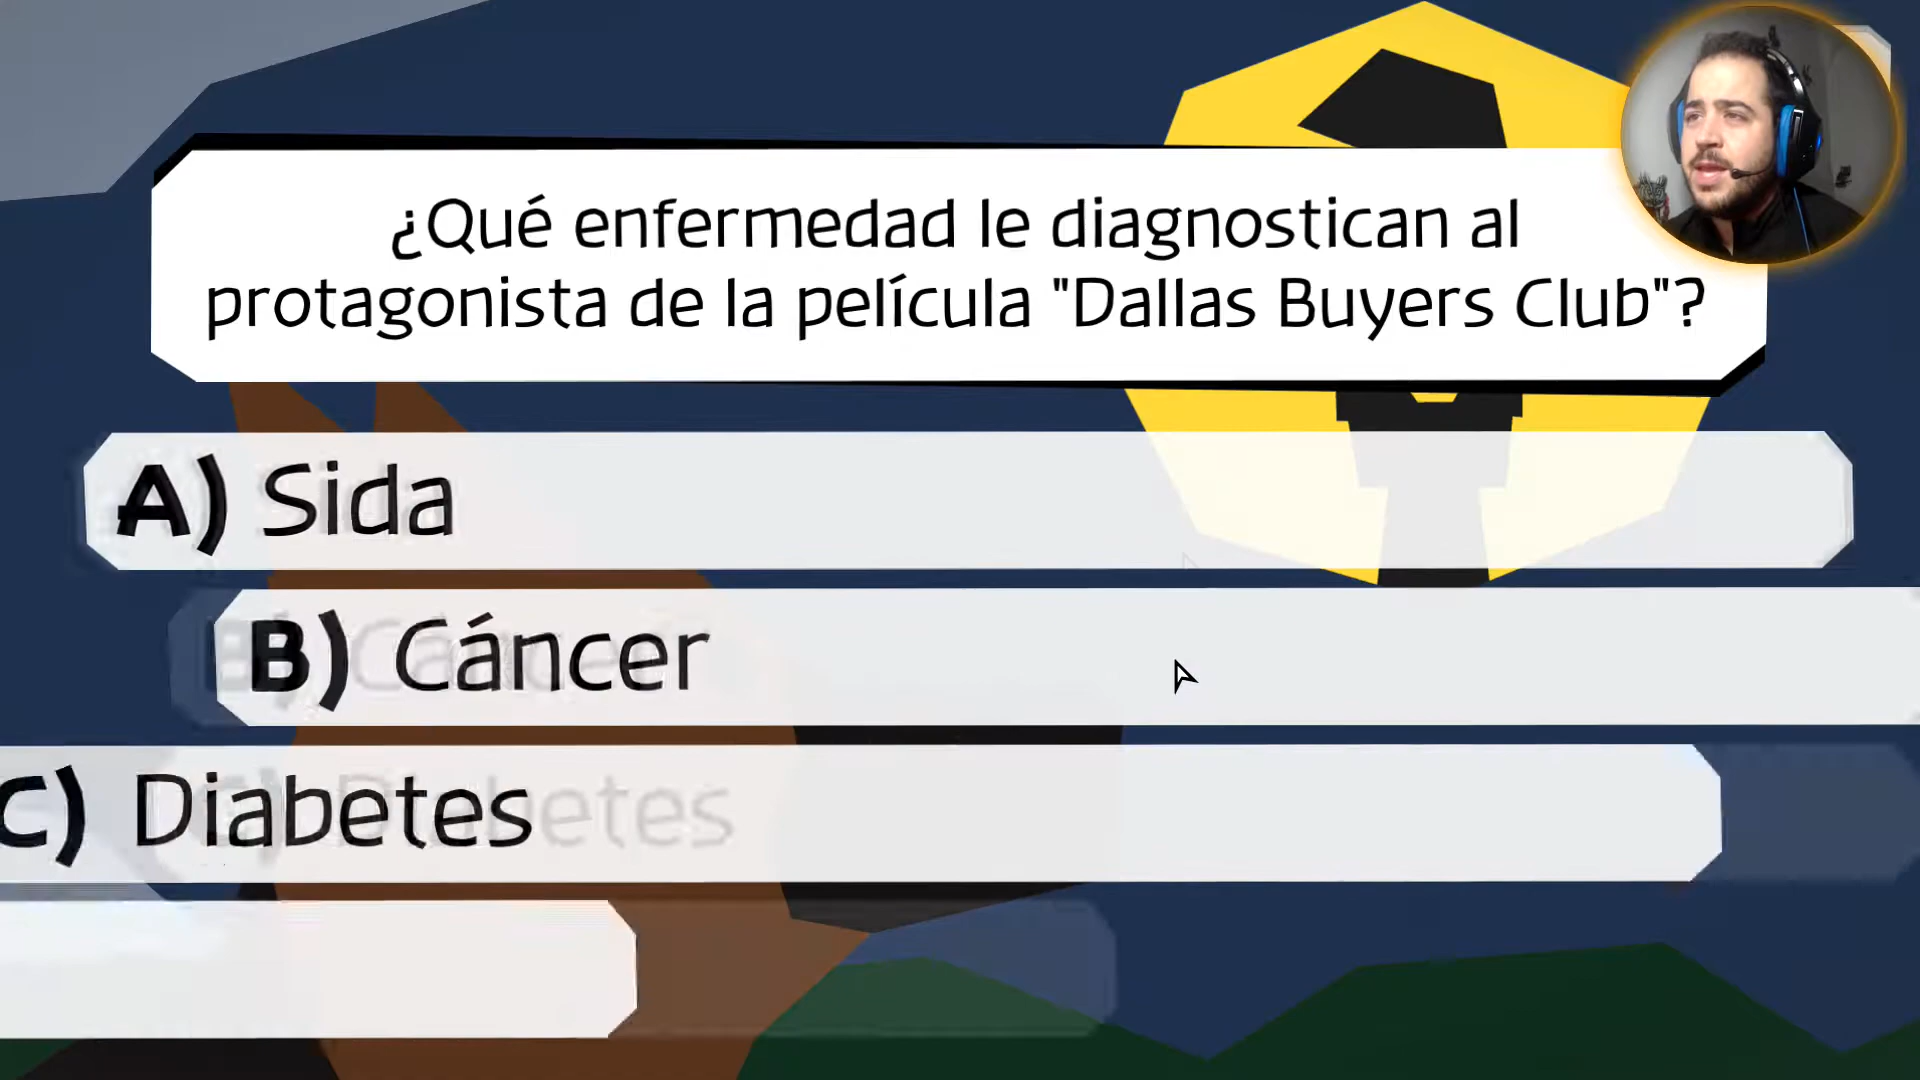 ¿Qué enfermedad le diagnostican al
protagonista de la película "Dallas Buyers Club"?
A) Sida
B) Cáncer
C) Diabetes